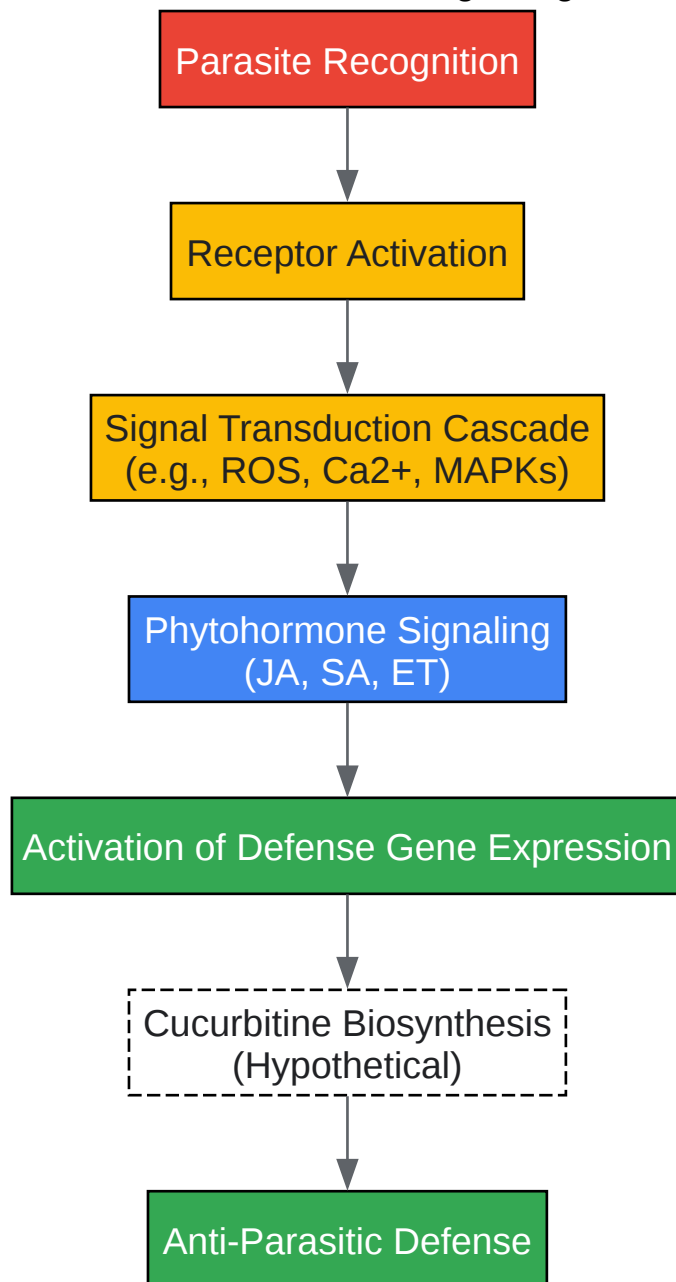 Parasite Recognition
Receptor Activation
Signal Transduction Cascade
(e.g., ROS, Ca2+, MAPKs)
Phytohormone Signaling
(JA, SA, ET)
Activation of Defense Gene Expression
Cucurbitine Biosynthesis
(Hypothetical)
Anti-Parasitic Defense